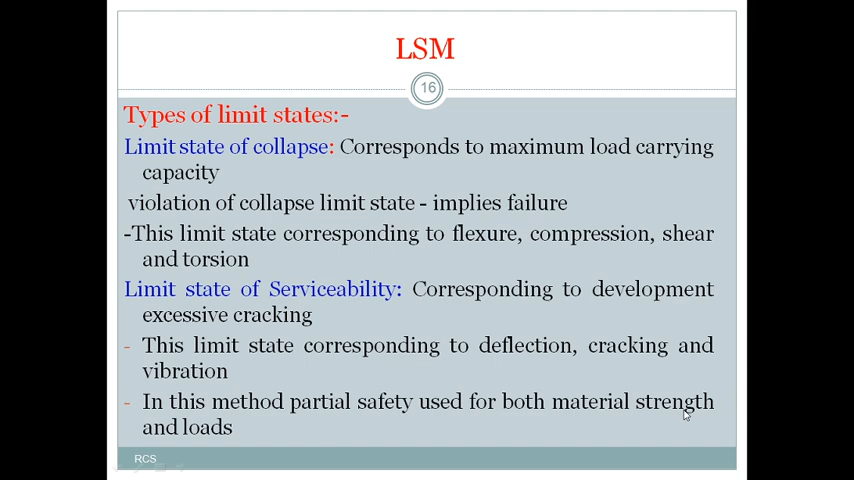 LSM
16
Types of limit states:-
Limit state of collapse: Corresponds to maximum load carrying
capacity
violation of collapse limit state - implies failure
-This limit state corresponding to flexure, compression, shear
and torsion
Limit state of Serviceability: Corresponding to development
excessive cracking
- This limit state corresponding to deflection, cracking and
vibration
- In this method partial safety used for both material strength
and loads
RCS